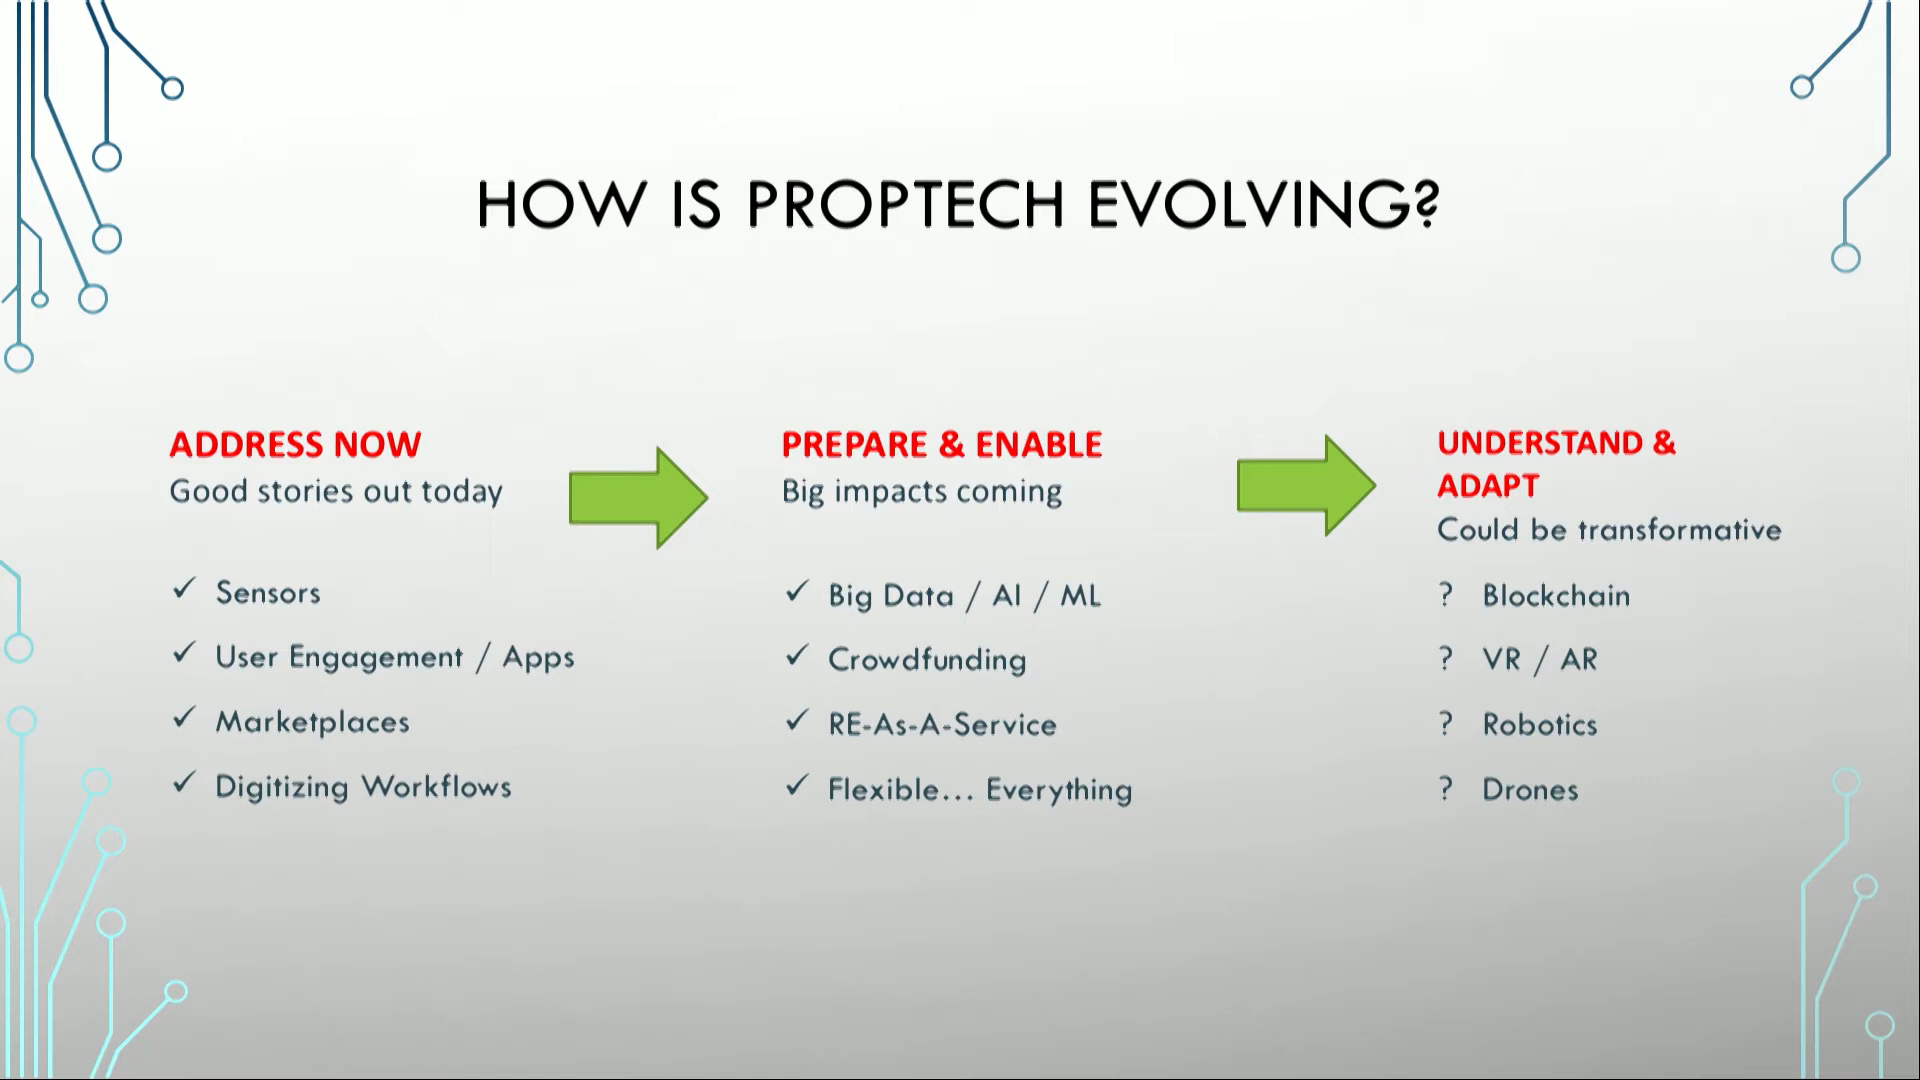 HOW IS PROPTECH EVOLVING?
ADDRESS NOW
Good stories out today
✓ Sensors
✓ User Engagement / Apps
✓ Marketplaces
✓ Digitizing Workflows
PREPARE & ENABLE
Big impacts coming
✓ Big Data / AI / ML
✓ Crowdfunding
✓ RE-As-A-Service
✓ Flexible... Everything
UNDERSTAND &
ADAPT
Could be transformative
? Blockchain
? VR / AR
? Robotics
? Drones